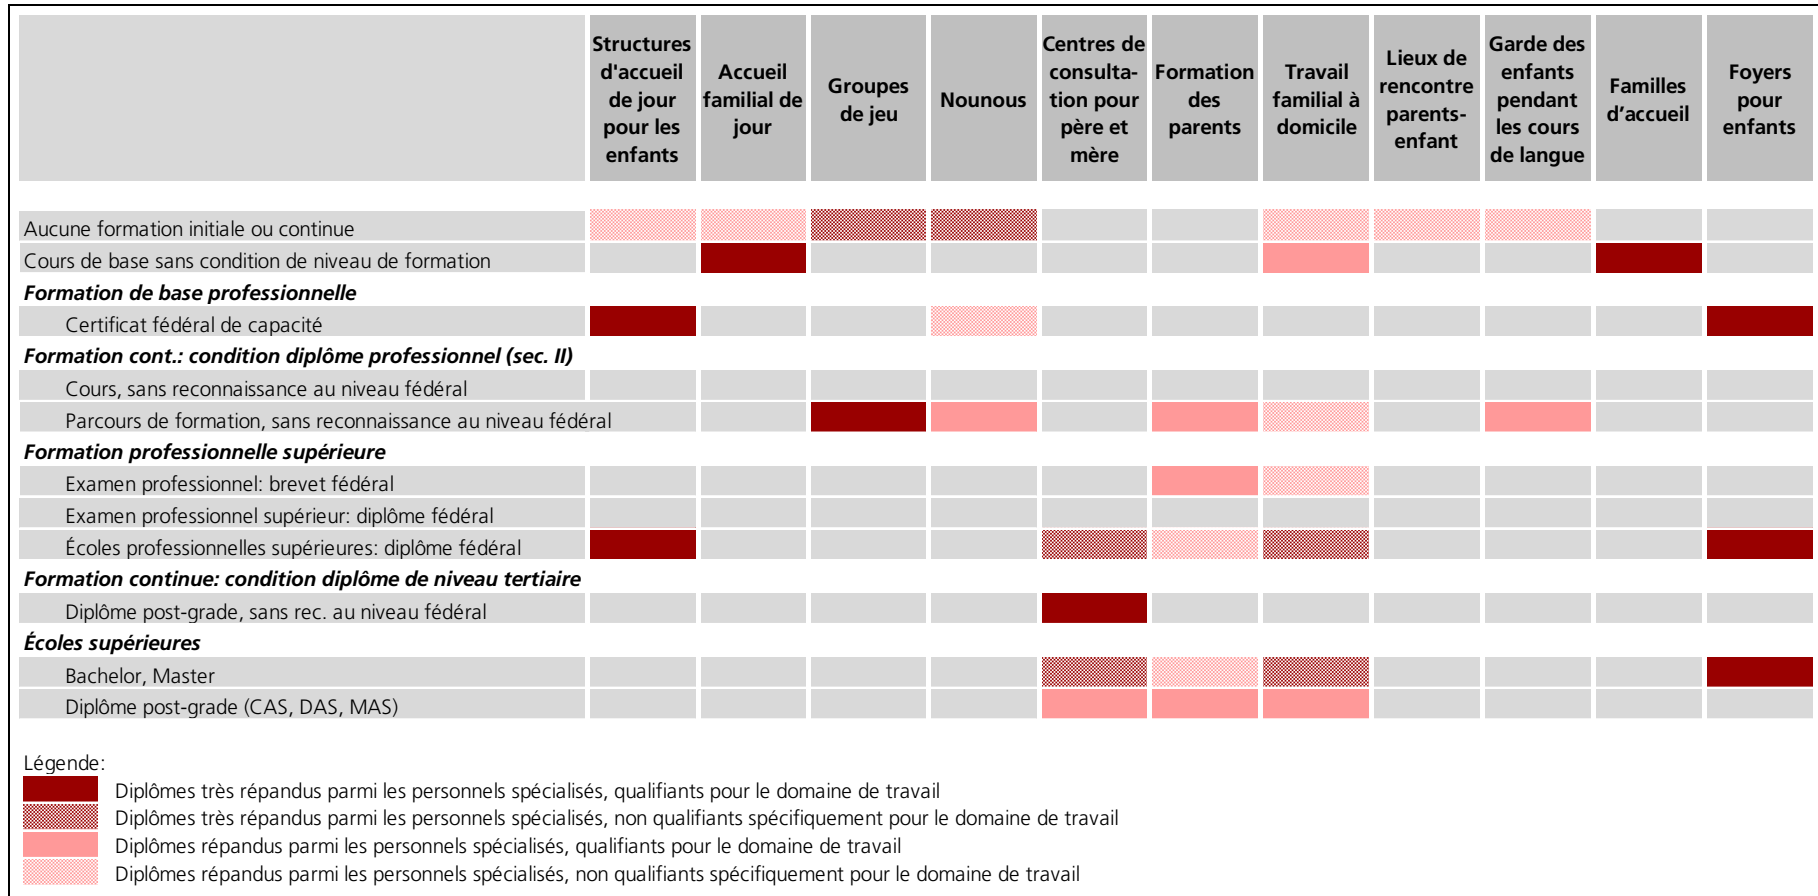 Structures
d'accueil
de jour
pour les
enfants
Accueil
familial de
jour
Groupes
de jeu
Nounous
Centres de
consulta-
tion pour
père et
mère
Formation
des
parents
Travail
familial à
domicile
Lieux de
rencontre
parents-
enfant
Garde des
enfants
pendant
les cours
de langue
Familles
d’accueil
Foyers
pour
enfants
Aucune formation initiale ou continue
Cours de base sans condition de niveau de formation
Formation de base professionnelle
Certificat fédéral de capacité
Formation cont.: condition diplôme professionnel (sec. II)
Cours, sans reconnaissance au niveau fédéral
Parcours de formation, sans reconnaissance au niveau fédéral
Formation professionnelle supérieure
Examen professionnel: brevet fédéral
Examen professionnel supérieur: diplôme fédéral
Écoles professionnelles supérieures: diplôme fédéral
Formation continue: condition diplôme de niveau tertiaire
Diplôme post-grade, sans rec. au niveau fédéral
Écoles supérieures
Bachelor, Master
Diplôme post-grade (CAS, DAS, MAS)
Légende:
Diplômes très répandus parmi les personnels spécialisés, qualifiants pour le domaine de travail
Diplômes très répandus parmi les personnels spécialisés, non qualifiants spécifiquement pour le domaine de travail
Diplômes répandus parmi les personnels spécialisés, qualifiants pour le domaine de travail
Diplômes répandus parmi les personnels spécialisés, non qualifiants spécifiquement pour le domaine de travail